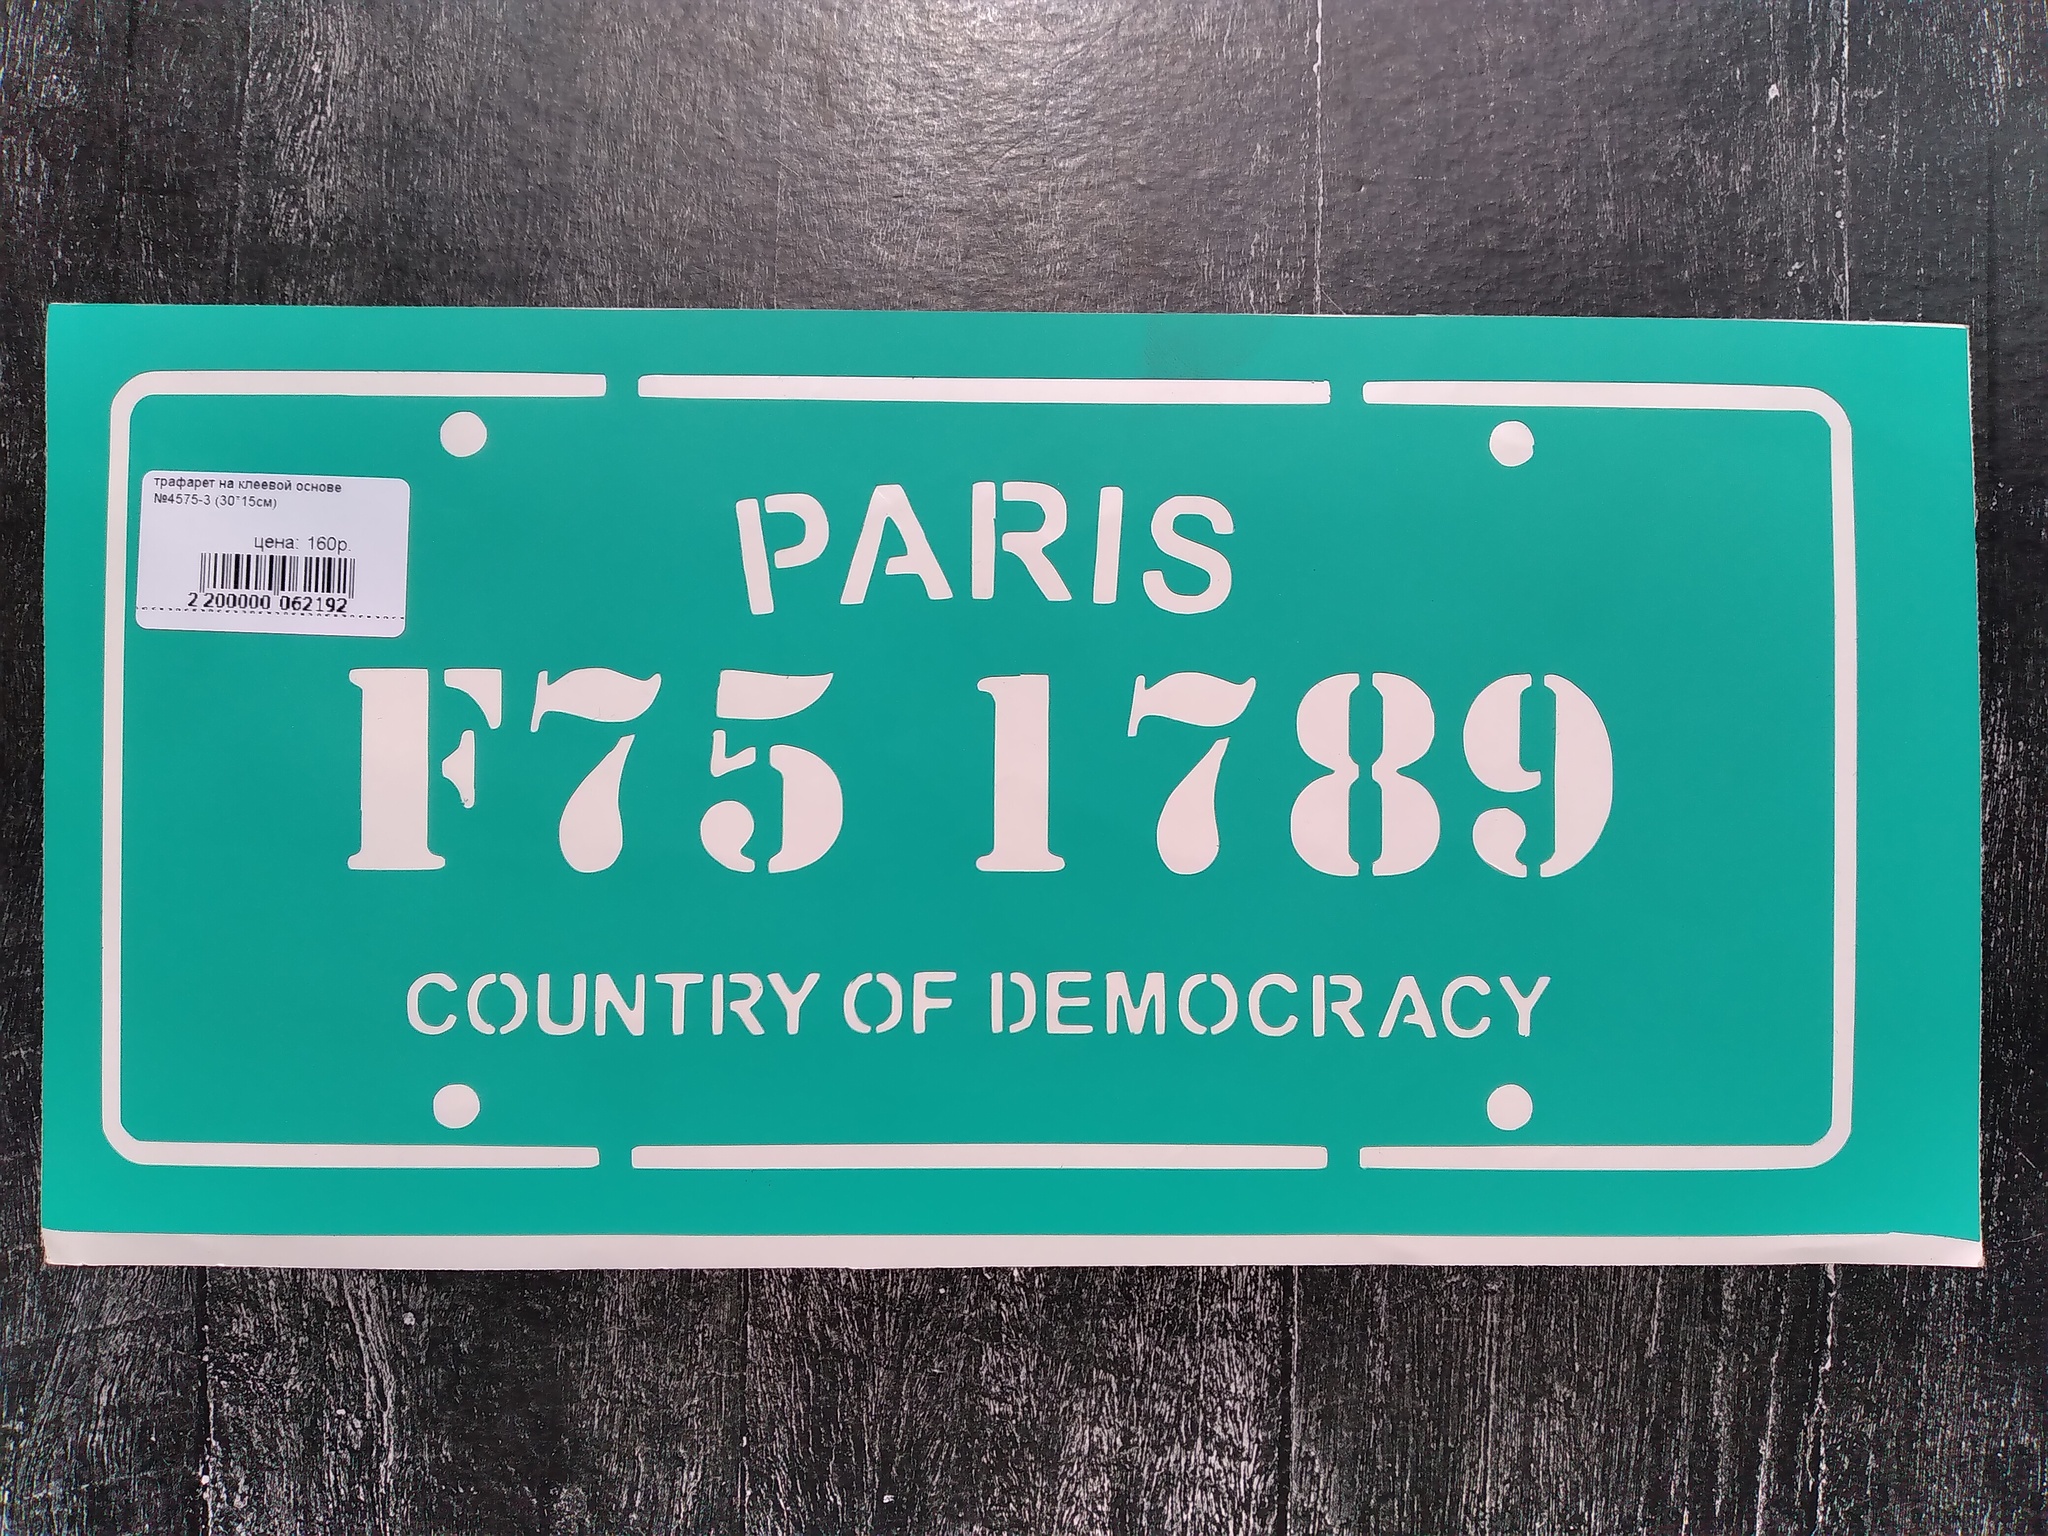 PARIS
F75 1789
COUNTRY OF DEMOCRACY
трафарет на клеевой основе
№4575-3 (30*15см)
цена: 160р.
2 200000 062192